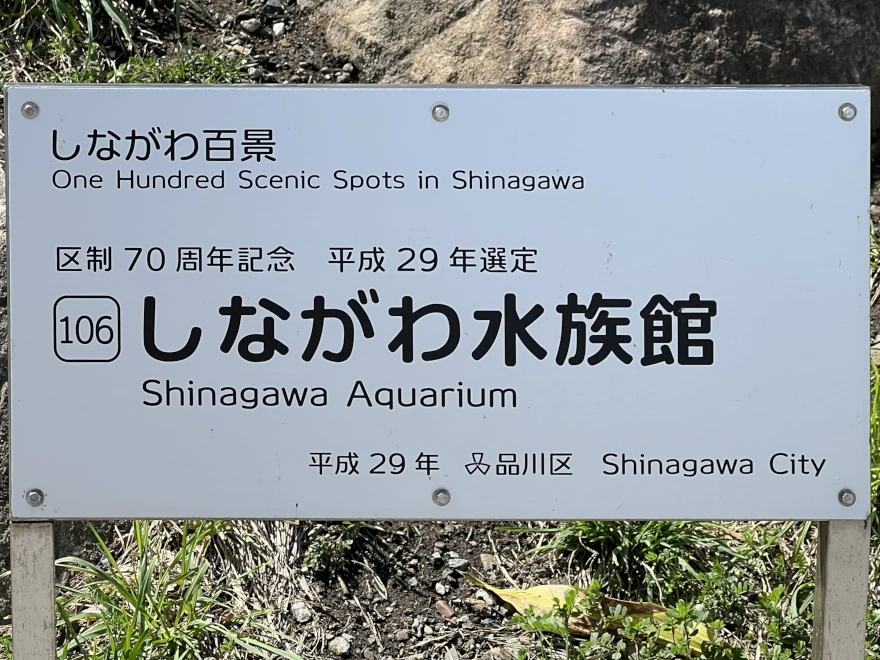 しながわ百景
One Hundred Scenic Spots in Shinagawa
区制 70 周年記念　平成 29 年選定
106 しながわ水族館
Shinagawa Aquarium
平成 29 年　品川区　Shinagawa City